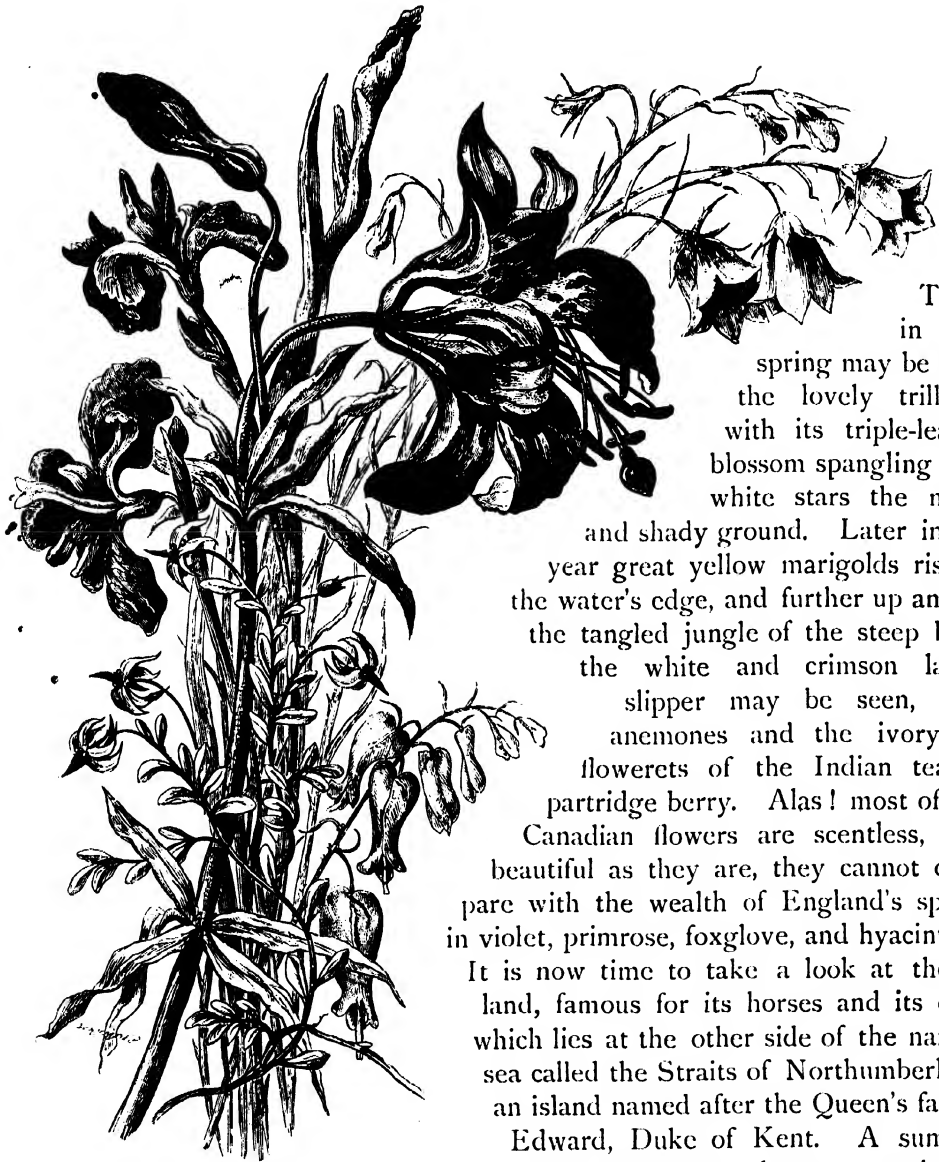 T
in
spring may be
the lovely trill
with its triple-lea
blossom spangling
white stars the
and shady ground. Later in
year great yellow marigolds ris
the water's edge, and further up an
the tangled jungle of the steep
the white and crimson la
slipper may be seen,
anemones and the ivory
flowerets of the Indian tea
partridge berry. Alas! most of
Canadian flowers are scentless,
beautiful as they are, they cannot
pare with the wealth of England's sp
in violet, primrose, foxglove, and hyacin
It is now time to take a look at the
land, famous for its horses and its
which lies at the other side of the na
sea called the Straits of Northumberl
an island named after the Queen's fa
Edward, Duke of Kent. A sun